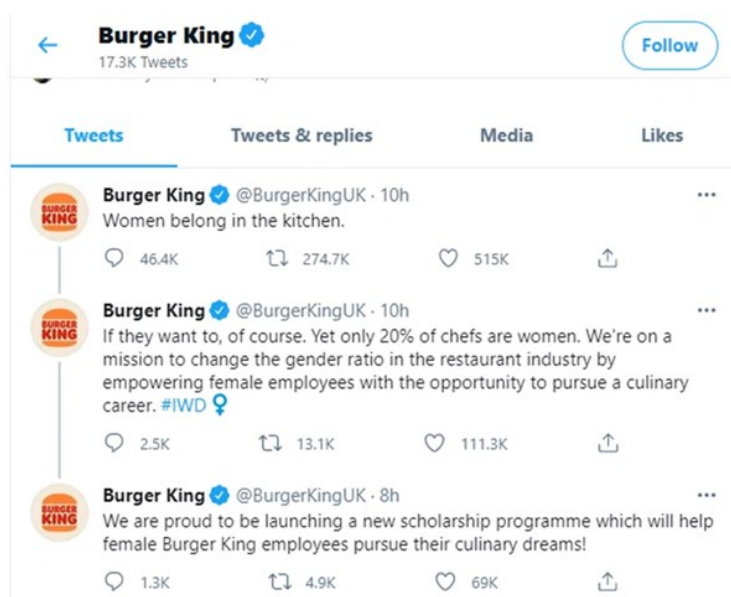 Burger King
17.3K Tweets
Follow
Tweets Tweets & replies Media Likes
BURGER KING
Burger King @BurgerKingUK · 10h
Women belong in the kitchen.
46.4K 274.7K 515K
BURGER KING
Burger King @BurgerKingUK · 10h
If they want to, of course. Yet only 20% of chefs are women. We're on a
mission to change the gender ratio in the restaurant industry by
empowering female employees with the opportunity to pursue a culinary
career. #IWD
2.5K 13.1K 111.3K
BURGER KING
Burger King @BurgerKingUK · 8h
We are proud to be launching a new scholarship programme which will help
female Burger King employees pursue their culinary dreams!
1.3K 4.9K 69K